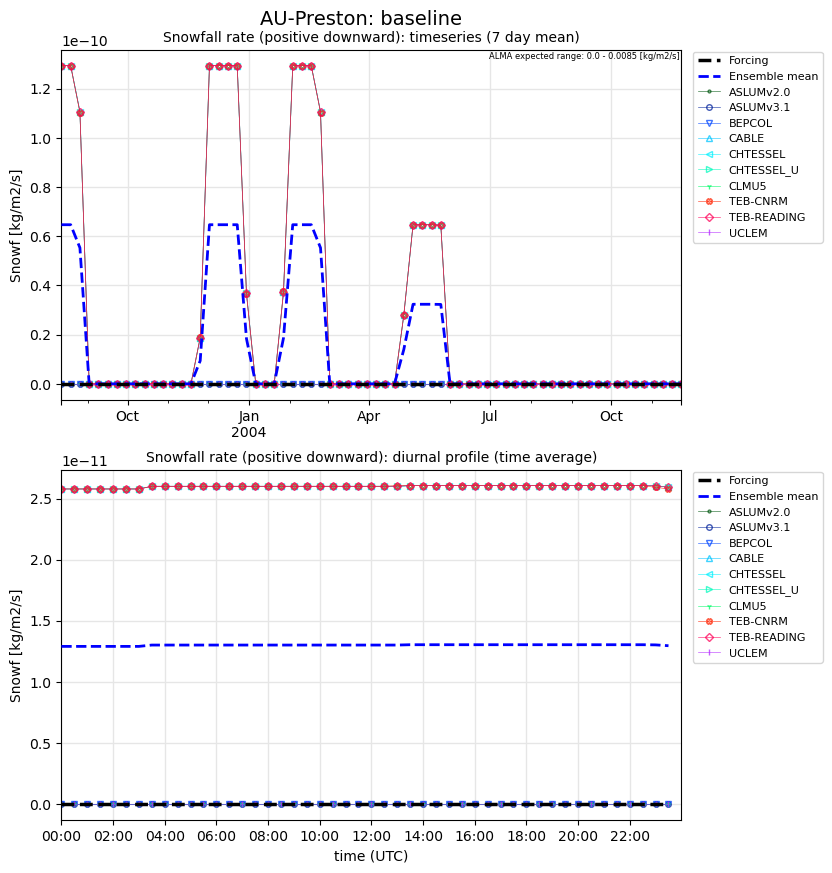 AU-Preston: baseline
Snowfall rate (positive downward): timeseries (7 day mean)
1e−10
ALMA expected range: 0.0 - 0.0085 [kg/m2/s]
Snowf [kg/m2/s]
1.2
1.0
0.8
0.6
0.4
0.2
0.0
Oct
Jan
2004
Apr
Jul
Oct
Forcing
Ensemble mean
ASLUMv2.0
ASLUMv3.1
BEPCOL
CABLE
CHTESSEL
CHTESSEL_U
CLMU5
TEB-CNRM
TEB-READING
UCLEM
Snowfall rate (positive downward): diurnal profile (time average)
1e−11
Snowf [kg/m2/s]
2.5
2.0
1.5
1.0
0.5
0.0
00:00
02:00
04:00
06:00
08:00
10:00
12:00
14:00
16:00
18:00
20:00
22:00
time (UTC)
Forcing
Ensemble mean
ASLUMv2.0
ASLUMv3.1
BEPCOL
CABLE
CHTESSEL
CHTESSEL_U
CLMU5
TEB-CNRM
TEB-READING
UCLEM